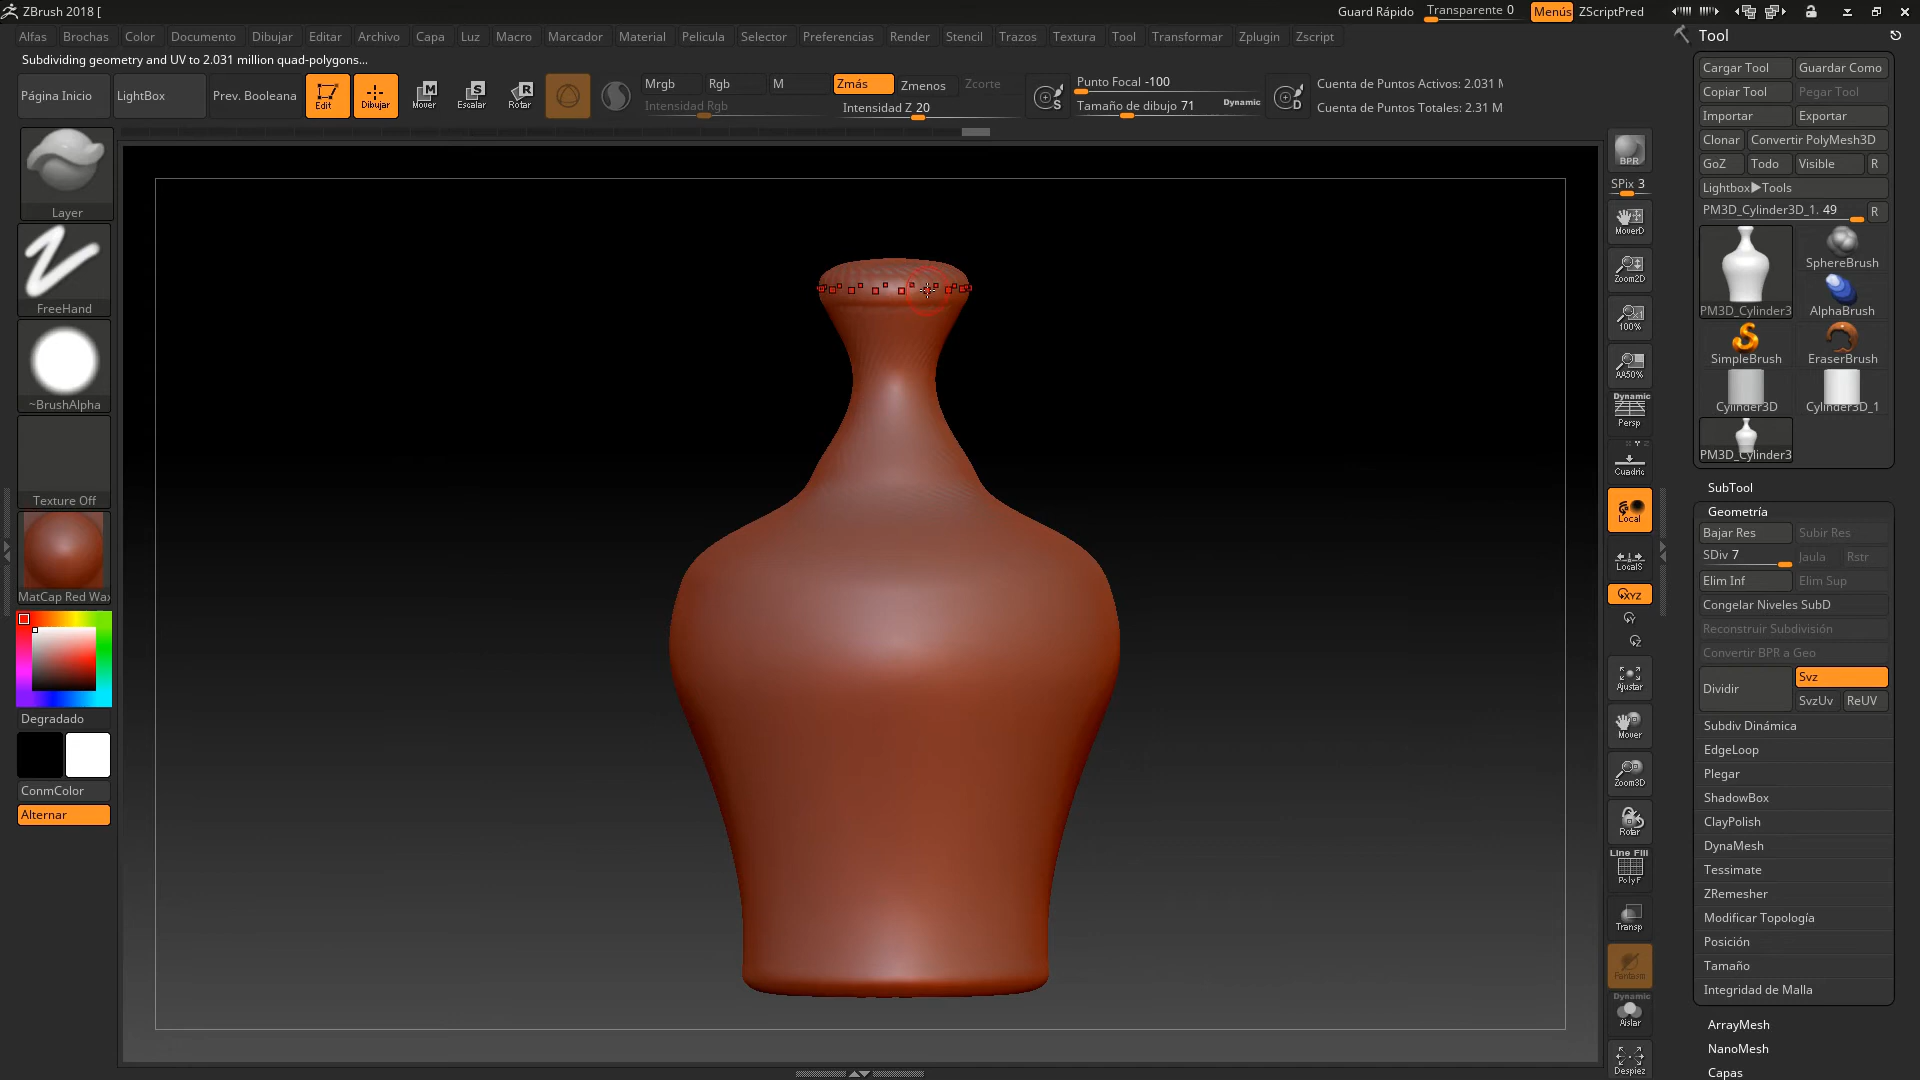 ZBrush 2018 [
Guard Rápido
Transparente 0
Menús
ZScriptPred
Alfas
Brochas
Color
Documento
Dibujar
Editar
Archivo
Capa
Luz
Macro
Marcador
Material
Pelicula
Selector
Preferencias
Render
Stencil
Trazos
Textura
Tool
Transformar
Zplugin
Zscript
Tool
Subdividing geometry and UV to 2.031 million quad-polygons...
Página Inicio
LightBox
Prev. Booleana
Edit
Dibujar
Mover
Escalar
Rotar
Mrgb
Rgb
M
Intensidad Rgb
Zmás
Zmenos
Zcorte
Intensidad Z 20
Punto Focal -100
Tamaño de dibujo 71
Dynamic
Cuenta de Puntos Activos: 2.031 M
Cuenta de Puntos Totales: 2.31 M
Layer
FreeHand
~BrushAlpha
Texture Off
MatCap Red Wax
Degradado
ConmColor
Alternar
BPR
SPix 3
MoverD
Zoom2D
100%
AA50%
Dynamic
Persp
Cuadric
Local
LocalS
XYZ
Y
Z
Ajustar
Mover
Zoom3D
Rotar
Line Fill
PolyF
Transp
Fantasm
Dynamic
Aislar
Despiez
Cargar Tool
Guardar Como
Copiar Tool
Pegar Tool
Importar
Exportar
Clonar
Convertir PolyMesh3D
GoZ
Todo
Visible
R
Lightbox▶Tools
PM3D_Cylinder3D_1. 49
R
PM3D_Cylinder3
SphereBrush
AlphaBrush
SimpleBrush
EraserBrush
Cylinder3D
Cylinder3D_1
PM3D_Cylinder3
SubTool
Geometría
Bajar Res
Subir Res
SDiv 7
Jaula
Rstr
Elim Inf
Elim Sup
Congelar Niveles SubD
Reconstruir Subdivisión
Convertir BPR a Geo
Dividir
Svz
SvzUv
ReUV
Subdiv Dinámica
EdgeLoop
Plegar
ShadowBox
ClayPolish
DynaMesh
Tessimate
ZRemesher
Modificar Topología
Posición
Tamaño
Integridad de Malla
ArrayMesh
NanoMesh
Capas